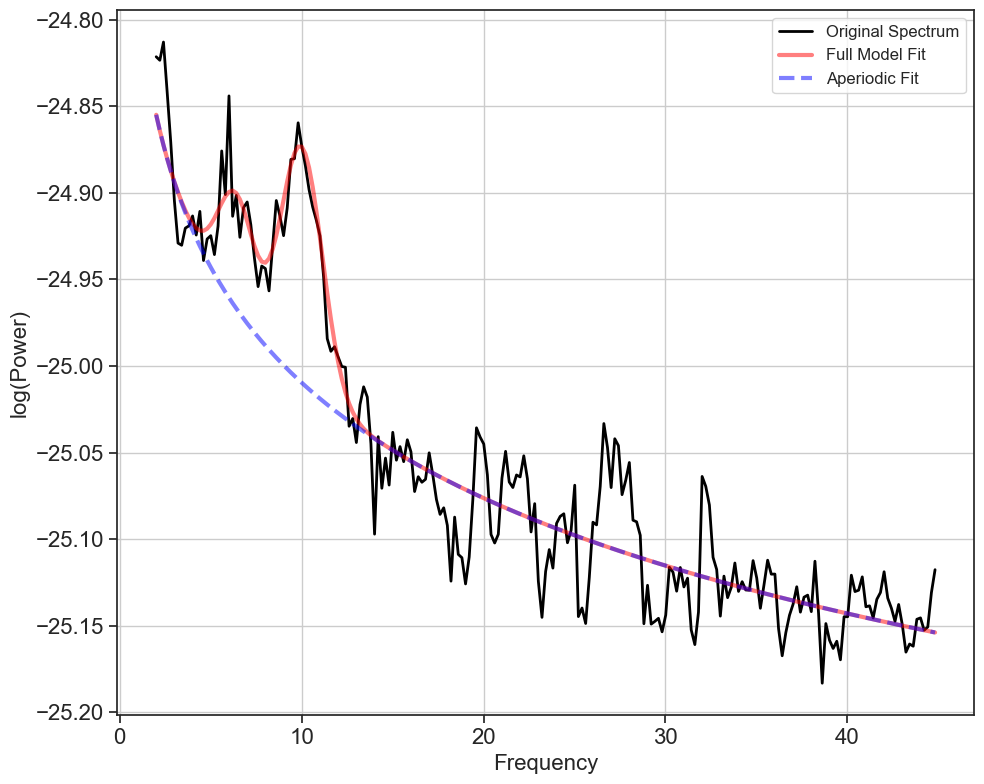 −24.80
−24.85
−24.90
−24.95
−25.00
−25.05
−25.10
−25.15
−25.20
log(Power)
Original Spectrum
Full Model Fit
Aperiodic Fit
0
10
20
30
40
Frequency